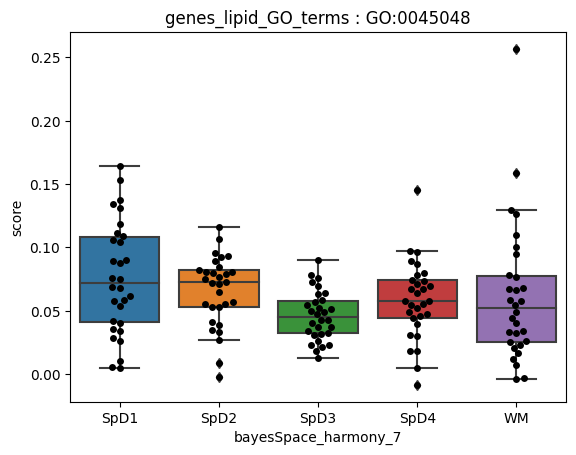 genes_lipid_GO_terms : GO:0045048
0.25
0.20
0.15
0.10
0.05
0.00
score
SpD1 SpD2 SpD3 SpD4 WM
bayesSpace_harmony_7